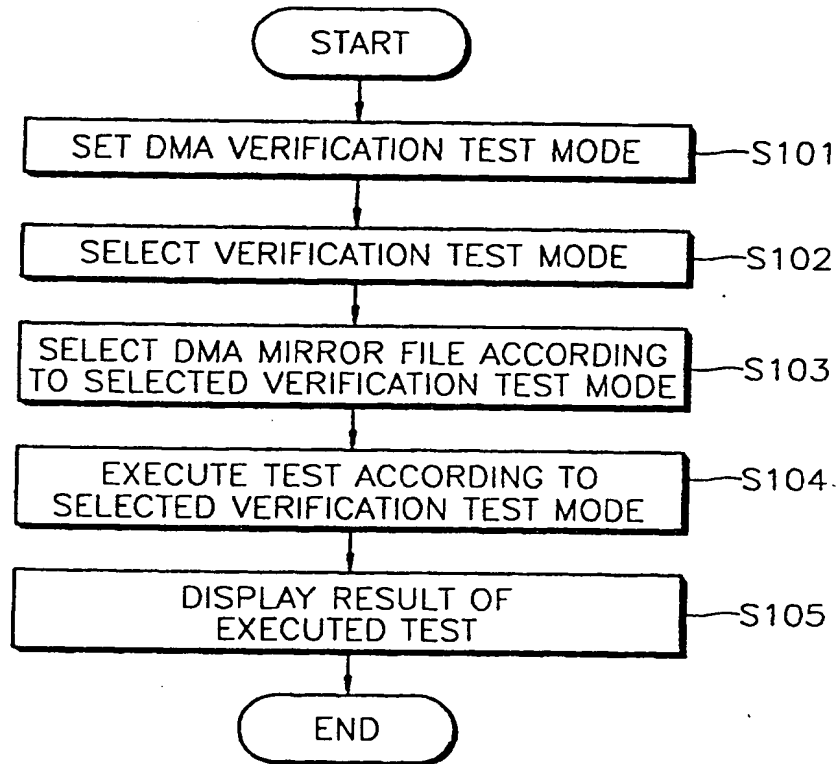 START
SET DMA VERIFICATION TEST MODE S101
SELECT VERIFICATION TEST MODE S102
SELECT DMA MIRROR FILE ACCORDING
TO SELECTED VERIFICATION TEST MODE S103
EXECUTE TEST ACCORDING TO
SELECTED VERIFICATION TEST MODE S104
DISPLAY RESULT OF
EXECUTED TEST S105
END